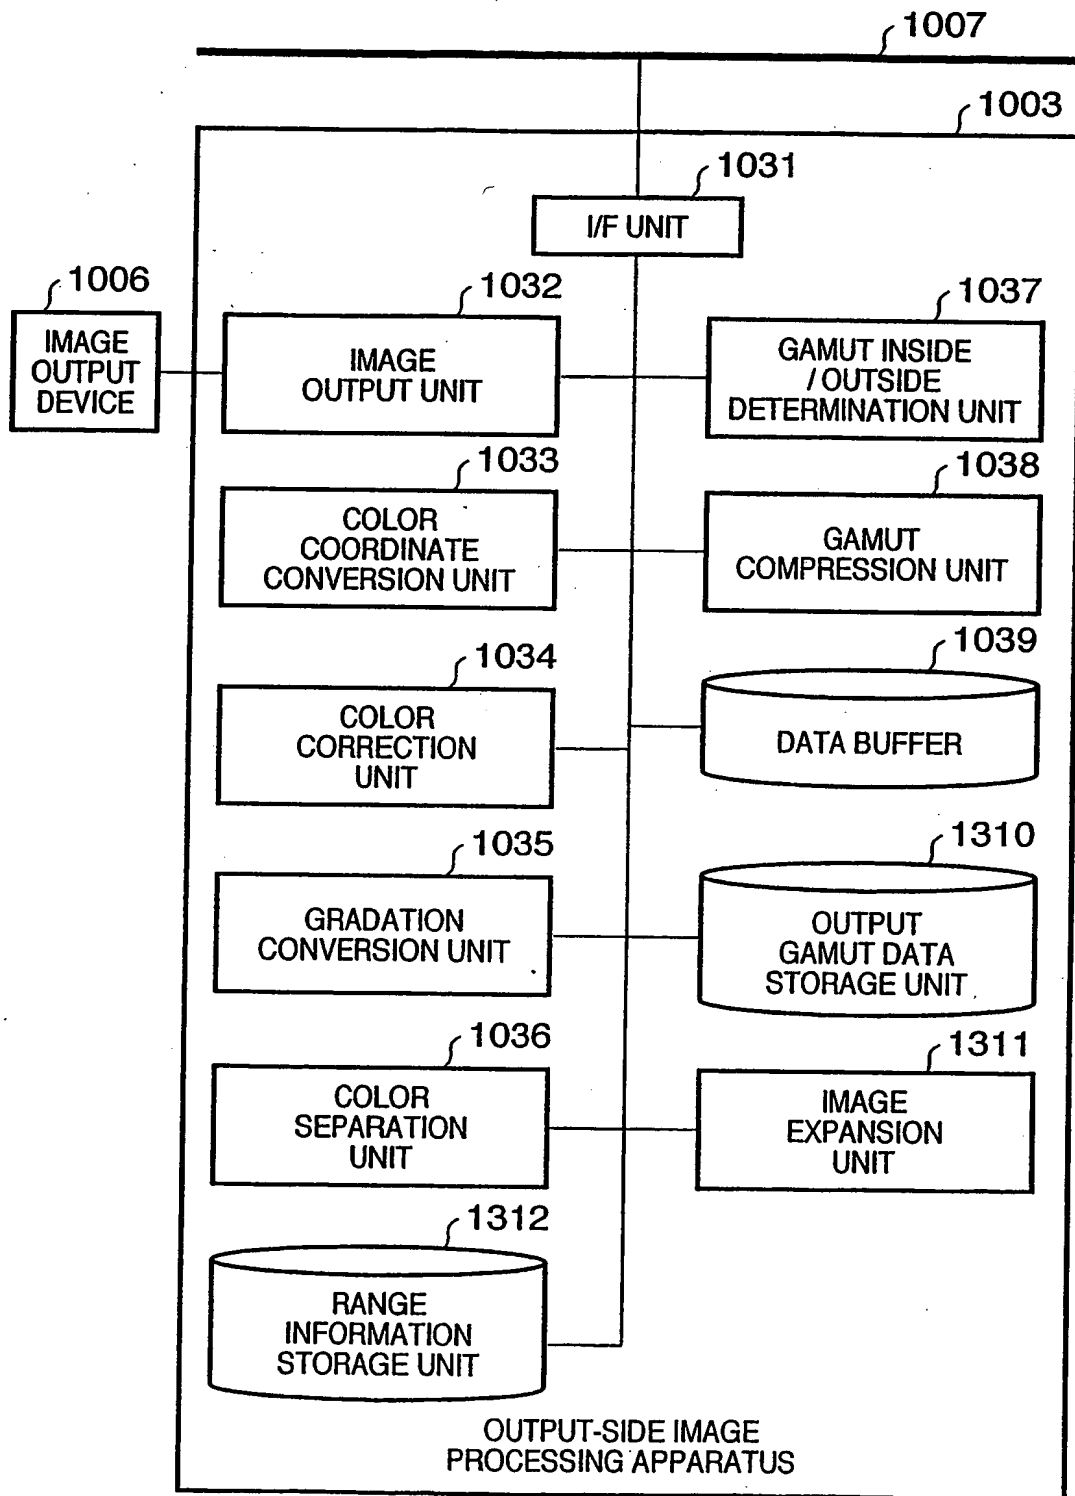 1007
1003
1031
I/F UNIT
1006
IMAGE
OUTPUT
DEVICE
1032
IMAGE
OUTPUT UNIT
1037
GAMUT INSIDE
/ OUTSIDE
DETERMINATION UNIT
1033
COLOR
COORDINATE
CONVERSION UNIT
1038
GAMUT
COMPRESSION UNIT
1034
COLOR
CORRECTION
UNIT
1039
DATA BUFFER
1035
GRADATION
CONVERSION UNIT
1310
OUTPUT
GAMUT DATA
STORAGE UNIT
1036
COLOR
SEPARATION
UNIT
1311
IMAGE
EXPANSION
UNIT
1312
RANGE
INFORMATION
STORAGE UNIT
OUTPUT-SIDE IMAGE
PROCESSING APPARATUS